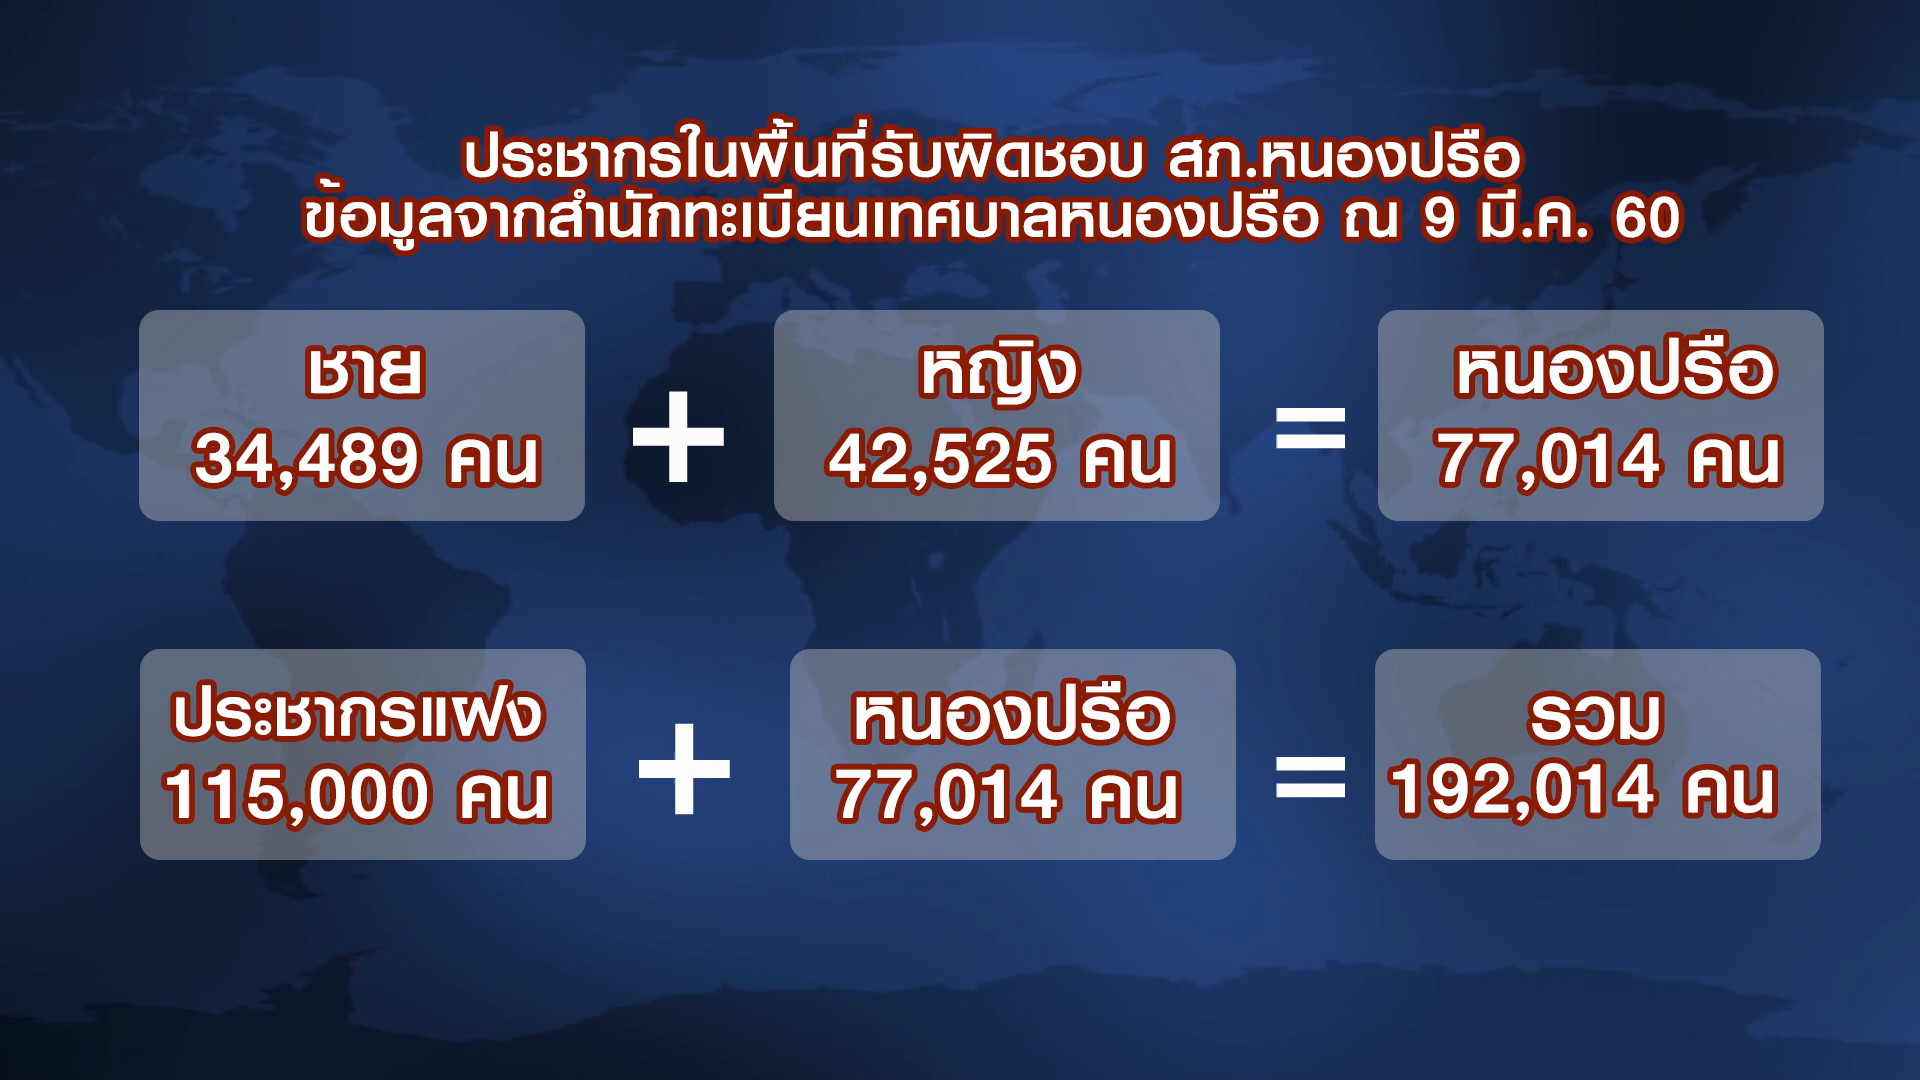 ประชากรในพื้นที่รับผิดชอบ สภ.หนองปรือ
ข้อมูลจากสำนักทะเบียนเทศบาลหนองปรือ ณ 9 มี.ค. 60
ชาย + หญิง = หนองปรือ
34,489 คน 42,525 คน 77,014 คน
ประชากรแฝง + หนองปรือ = รวม
115,000 คน 77,014 คน 192,014 คน